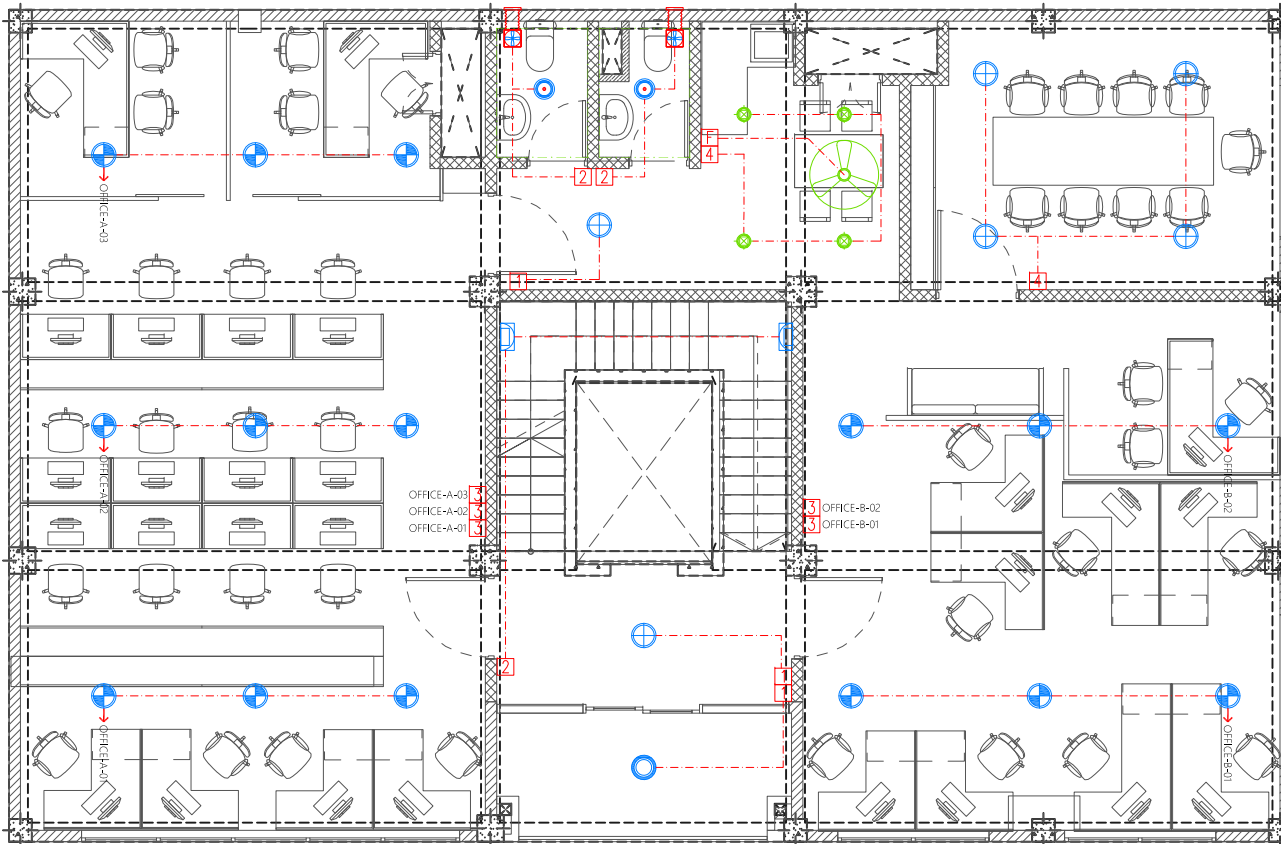 F
4
2 2
OFFICE-A-03
1
4
OFFICE-A-03 3
OFFICE-A-02 3
OFFICE-A-01 3
3 OFFICE-B-02
3 OFFICE-B-01
OFFICE-A-02
OFFICE-B-02
2
1
1
OFFICE-A-01
OFFICE-B-01